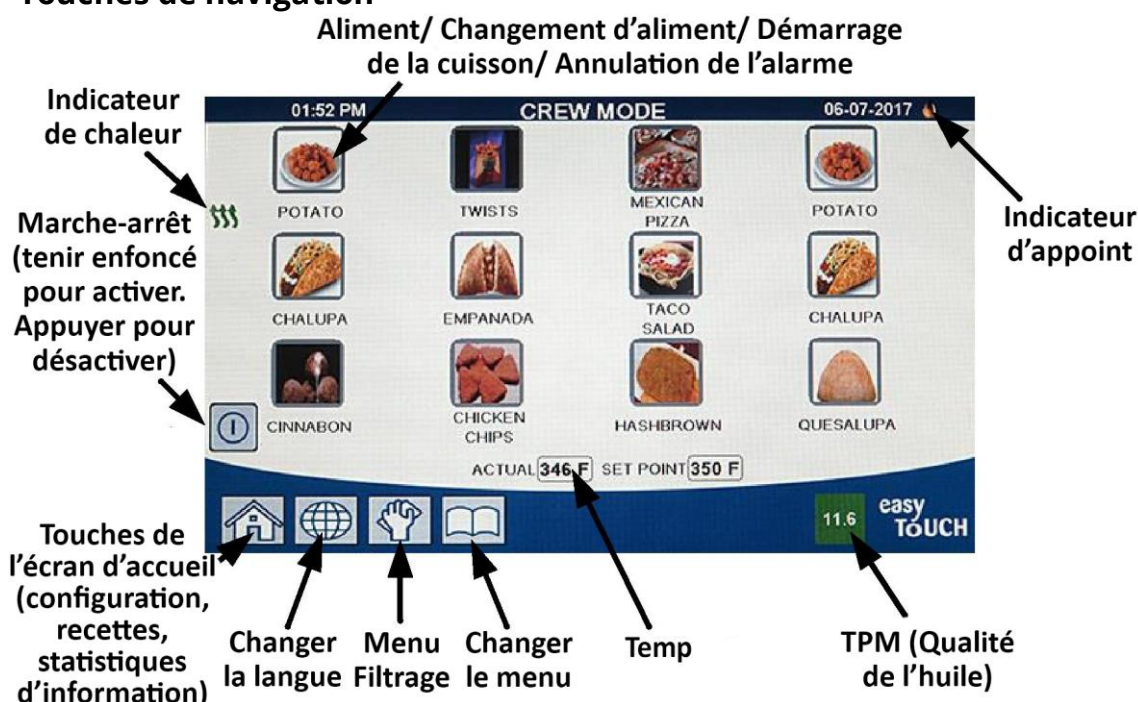 Touches de navigation
Aliment/ Changement d’aliment/ Démarrage
de la cuisson/ Annulation de l’alarme
Indicateur
de chaleur
01:52 PM
CREW MODE
06-07-2017
POTATO
TWISTS
MEXICAN
PIZZA
POTATO
Indicateur
d’appoint
Marche-arrêt
(tenir enfoncé
pour activer.
Appuyer pour
désactiver)
CHALUPA
EMPANADA
TACO
SALAD
CHALUPA
CINNABON
CHICKEN
CHIPS
HASHBROWN
QUESALUPA
ACTUAL 346 F SET POINT 350 F
11.6
easy
TOUCH
Touches de
l’écran d’accueil
(configuration,
recettes,
statistiques
d’information)
Changer
la langue
Menu
Filtrage
Changer
le menu
Temp
TPM (Qualité
de l’huile)